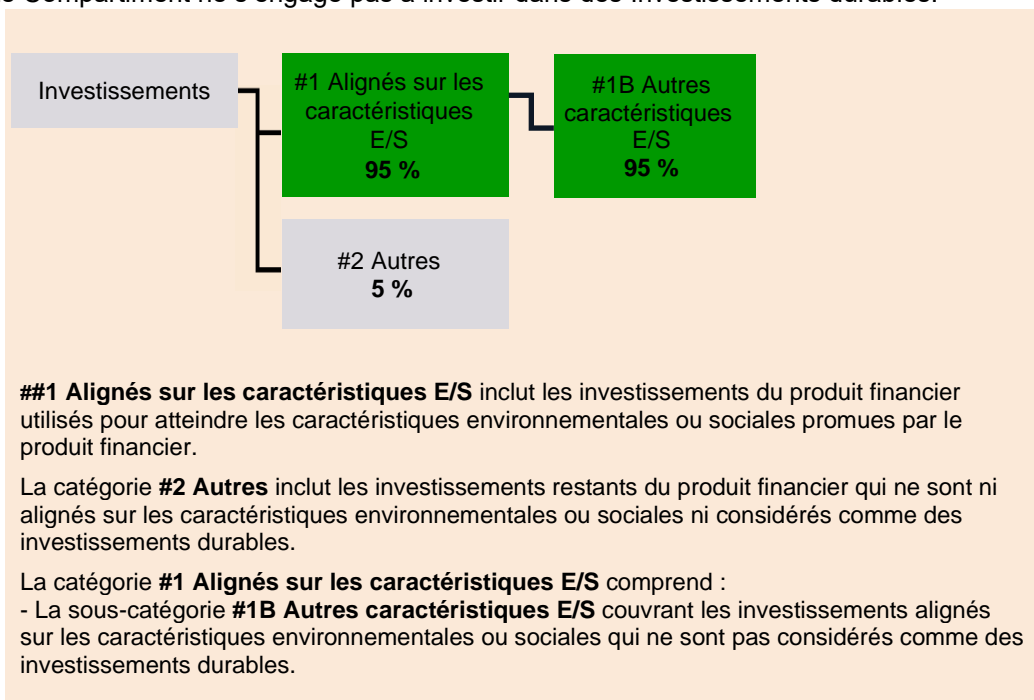 Compartiment ne s'engage pas à investir dans des Investissements durables.
Investissements
#1 Alignés sur les
caractéristiques
E/S
95 %
#1B Autres
caractéristiques
E/S
95 %
#2 Autres
5 %
##1 Alignés sur les caractéristiques E/S inclut les investissements du produit financier
utilisés pour atteindre les caractéristiques environnementales ou sociales promues par le
produit financier.
La catégorie #2 Autres inclut les investissements restants du produit financier qui ne sont ni
alignés sur les caractéristiques environnementales ou sociales ni considérés comme des
investissements durables.
La catégorie #1 Alignés sur les caractéristiques E/S comprend :
- La sous-catégorie #1B Autres caractéristiques E/S couvrant les investissements alignés
sur les caractéristiques environnementales ou sociales qui ne sont pas considérés comme des
investissements durables.